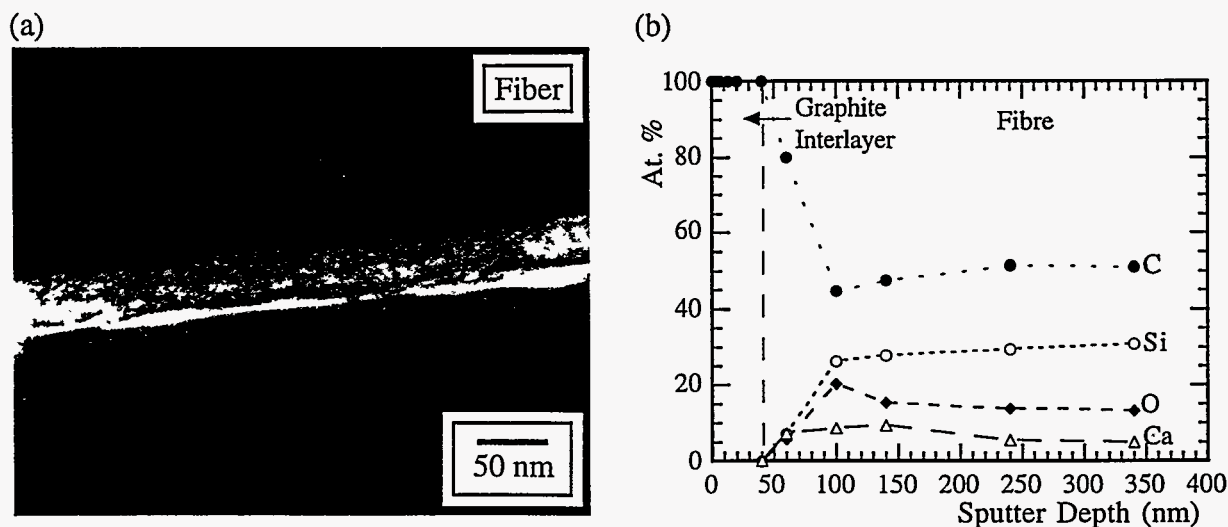 (a)
Fiber
50 nm
(b)
At. %
100
80
60
40
20
0
Graphite
Interlayer
Fibre
C
Si
O
Ca
0 50 100 150 200 250 300 350 400
Sputter Depth (nm)